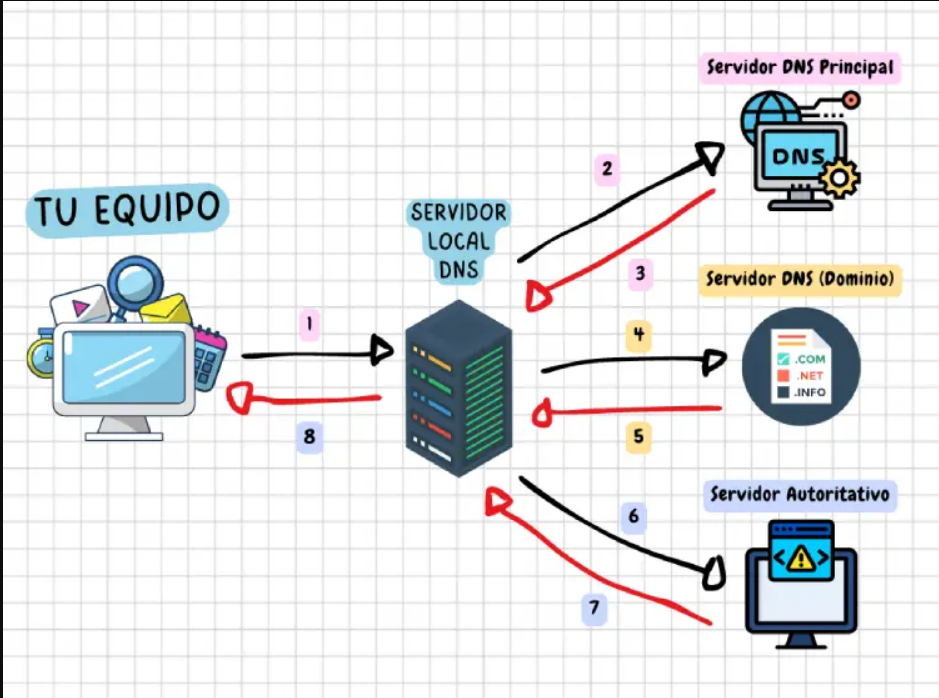 Servidor DNS Principal
DNS
2
TU EQUIPO
SERVIDOR
LOCAL
DNS
3
Servidor DNS (Dominio)
1
4
.COM
.NET
.INFO
8
5
Servidor Autoritativo
6
7